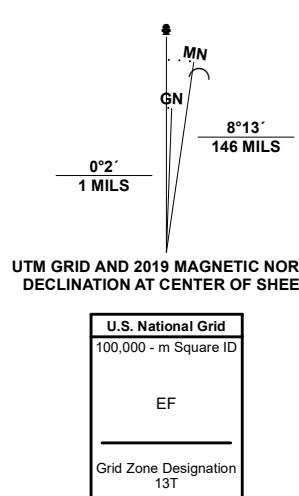 MN
GN
8°13´
146 MILS
0°2´
1 MILS
UTM GRID AND 2019 MAGNETIC NOR
DECLINATION AT CENTER OF SHEE
U.S. National Grid
100,000 - m Square ID
EF
Grid Zone Designation
13T